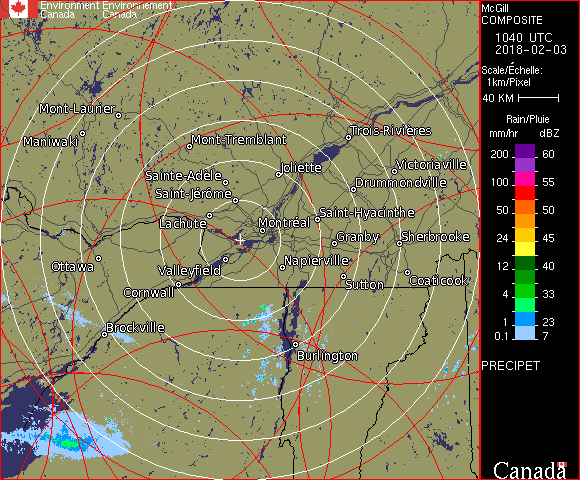 Environment Environnement
Canada Canada
McGill
COMPOSITE
1040 UTC
2018-02-03
Scale/Échelle:
1km/Pixel
40 KM
Rain/Pluie
mm/hr dBZ
200 60
150 57
100 55
50 50
24 45
12 40
4 33
1 23
0.1 7
PRECIPET
Canada
Mont-Laurier
Maniwaki
Mont-Tremblant
Trois-Rivières
Joliette
Victoriaville
Sainte-Adèle
Drummondville
Saint-Jérôme
Lachute
Montréal
Saint-Hyacinthe
Granby
Sherbrooke
Ottawa
Valleyfield
Napierville
Cornwall
Sutton
Coaticook
Brockville
Burlington